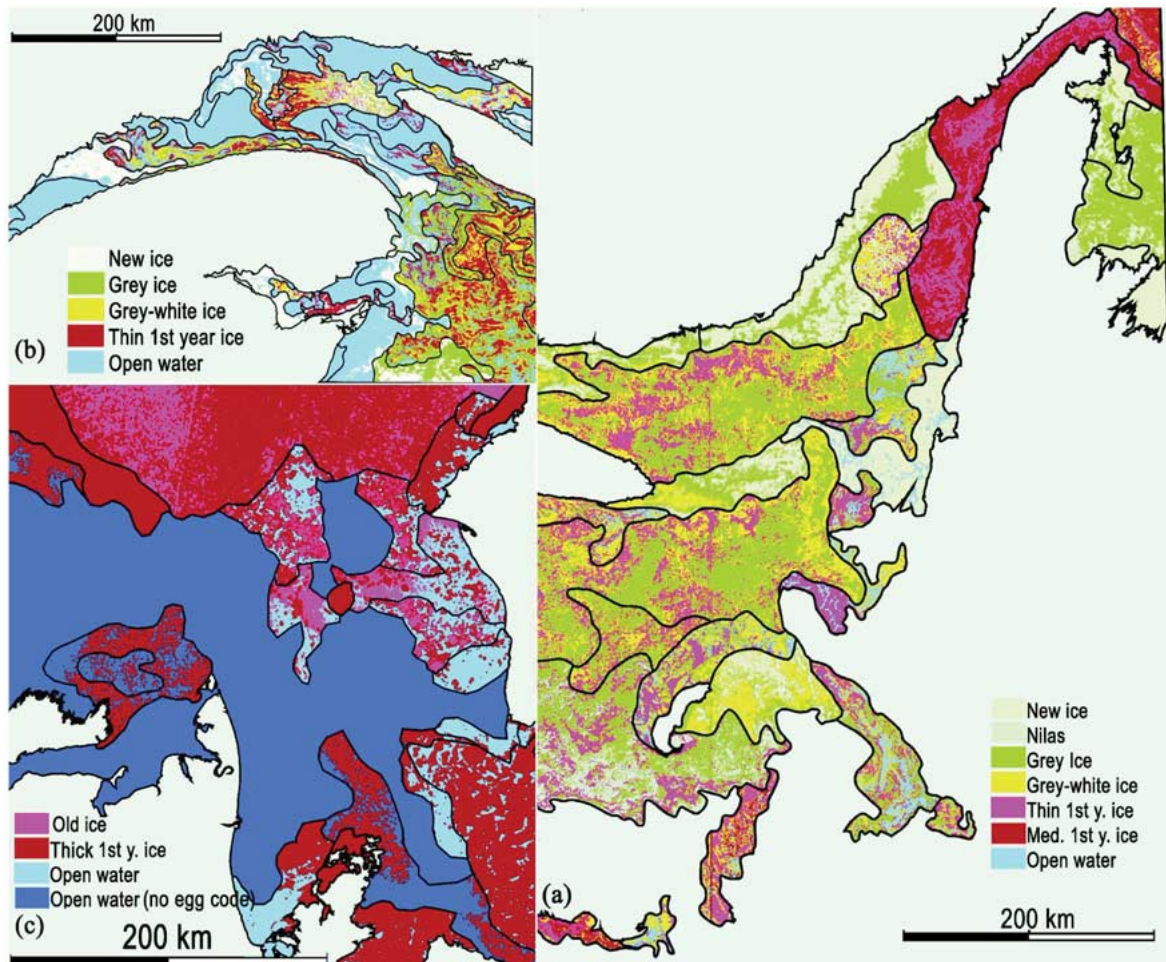 200 km
New ice
Grey ice
Grey-white ice
Thin 1st year ice
Open water
(b)
Old ice
Thick 1st y. ice
Open water
Open water (no egg code)
(c)
200 km
New ice
Nilas
Grey Ice
Grey-white ice
Thin 1st y. ice
Med. 1st y. ice
Open water
(a)
200 km